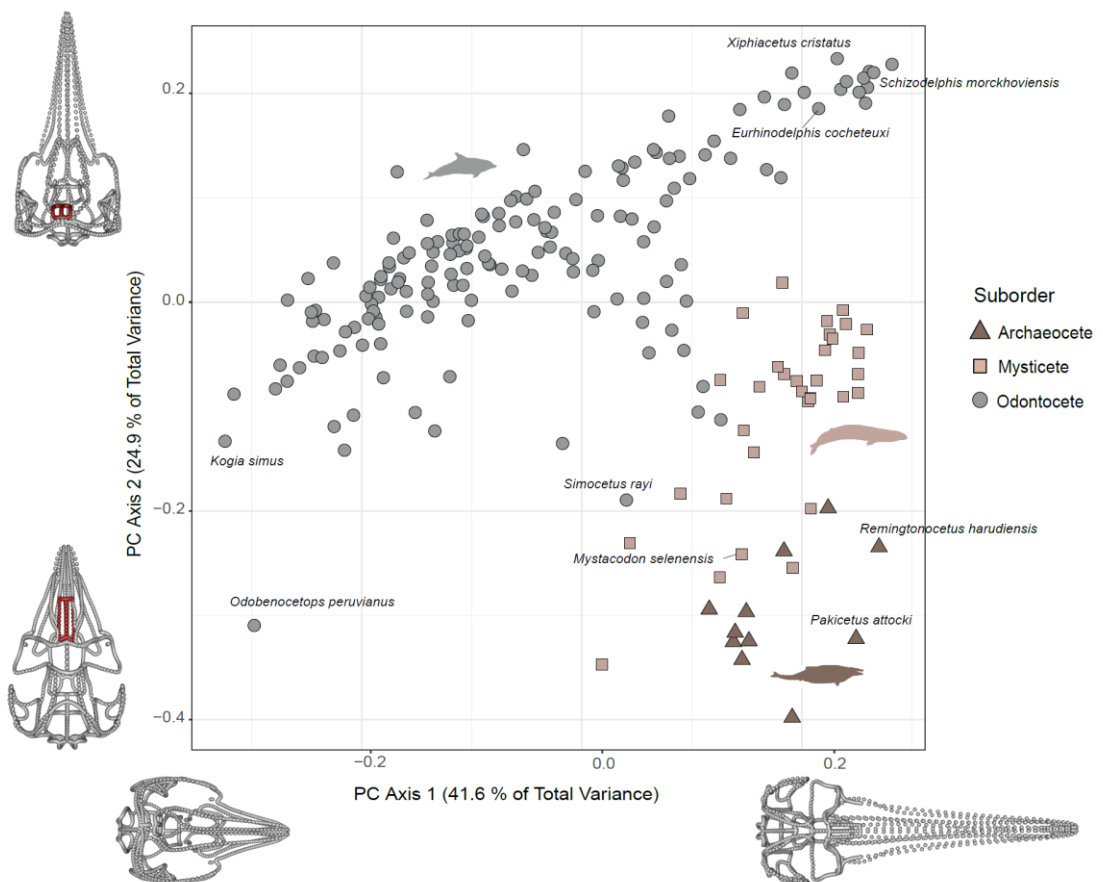 Xiphiacetus cristatus
0.2
Schizodelphis morckhoviensis
Eurhinodelphis cocheteuxi
PC Axis 2 (24.9 % of Total Variance)
0.0
Suborder
Archaeocete
Mysticete
Odontocete
Kogia simus
Simocetus rayi
−0.2
Remingtonocetus harudiensis
Mystacodon selenensis
Odobenocetops peruvianus
Pakicetus attocki
−0.4
−0.2
0.0
0.2
PC Axis 1 (41.6 % of Total Variance)